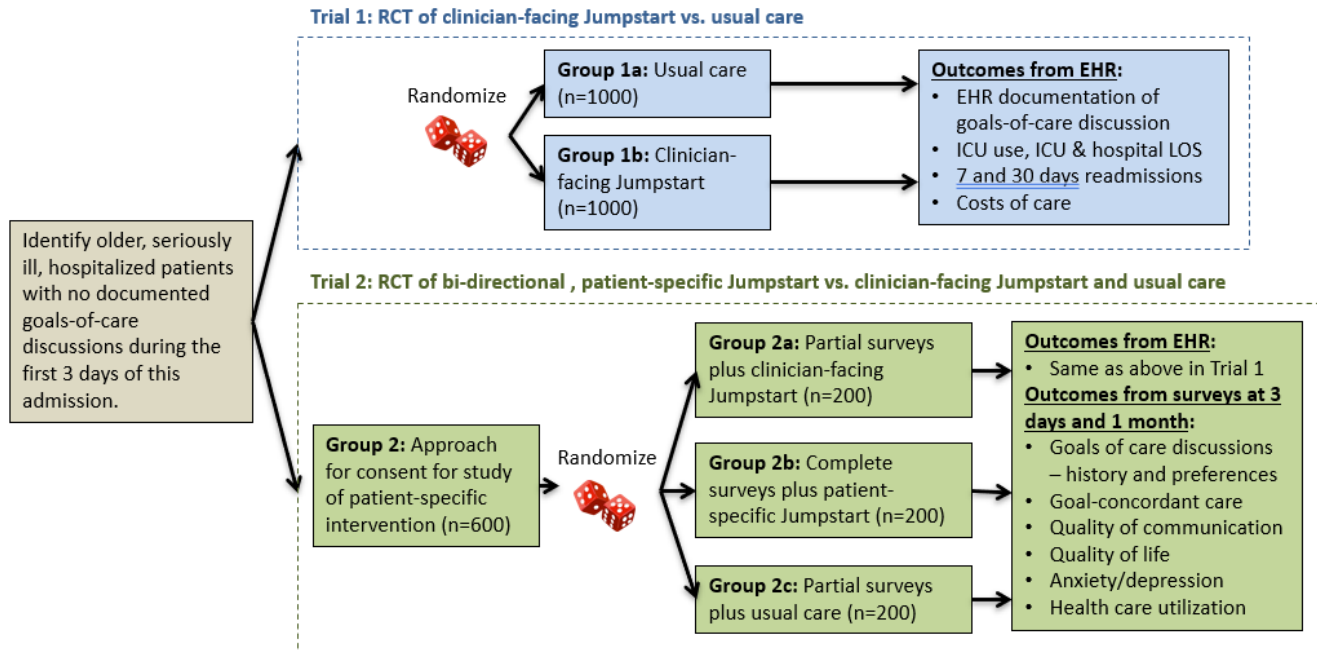 Trial 1: RCT of clinician-facing Jumpstart vs. usual care
Randomize
Group 1a: Usual care
(n=1000)
Group 1b: Clinician-
facing Jumpstart
(n=1000)
Outcomes from EHR:
• EHR documentation of
goals-of-care discussion
• ICU use, ICU & hospital LOS
• 7 and 30 days readmissions
• Costs of care
Identify older, seriously
ill, hospitalized patients
with no documented
goals-of-care
discussions during the
first 3 days of this
admission.
Trial 2: RCT of bi-directional , patient-specific Jumpstart vs. clinician-facing Jumpstart and usual care
Group 2: Approach
for consent for study
of patient-specific
intervention (n=600)
Randomize
Group 2a: Partial surveys
plus clinician-facing
Jumpstart (n=200)
Group 2b: Complete
surveys plus patient-
specific Jumpstart (n=200)
Group 2c: Partial surveys
plus usual care (n=200)
Outcomes from EHR:
• Same as above in Trial 1
Outcomes from surveys at 3
days and 1 month:
• Goals of care discussions
– history and preferences
• Goal-concordant care
• Quality of communication
• Quality of life
• Anxiety/depression
• Health care utilization